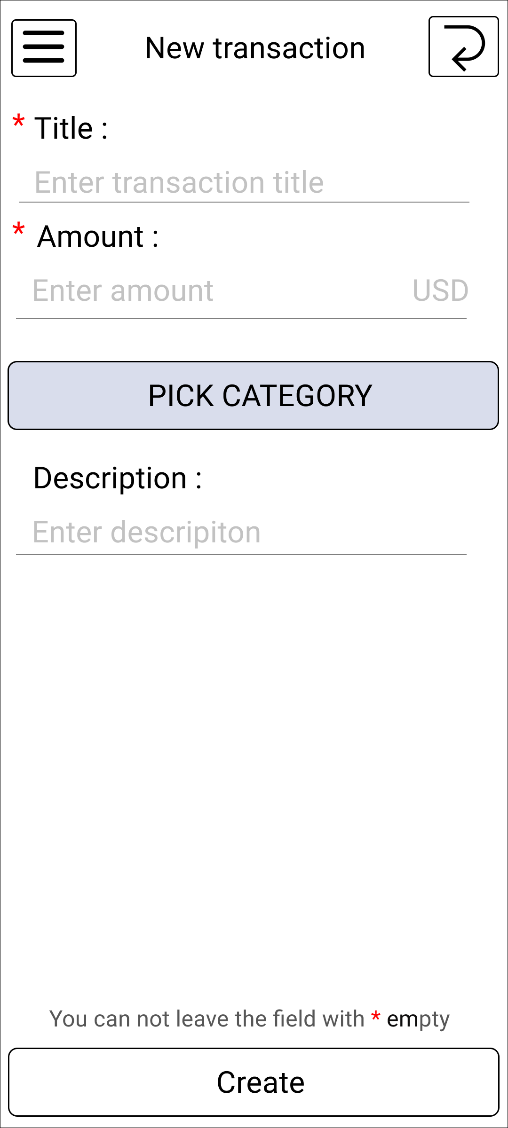 New transaction
* Title :
Enter transaction title
* Amount :
Enter amount USD
PICK CATEGORY
Description :
Enter descripiton
You can not leave the field with * empty
Create